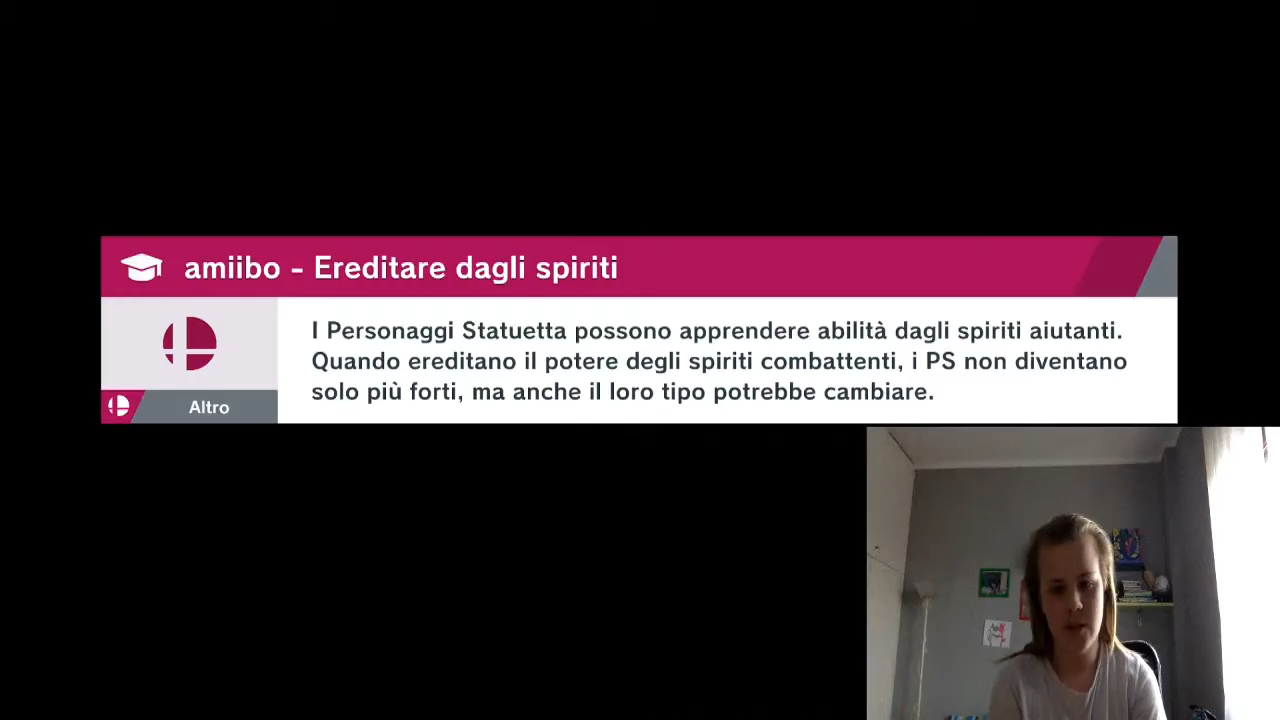 amiibo - Ereditare dagli spiriti
I Personaggi Statuetta possono apprendere abilità dagli spiriti aiutanti.
Quando ereditano il potere degli spiriti combattenti, i PS non diventano
solo più forti, ma anche il loro tipo potrebbe cambiare.
Altro